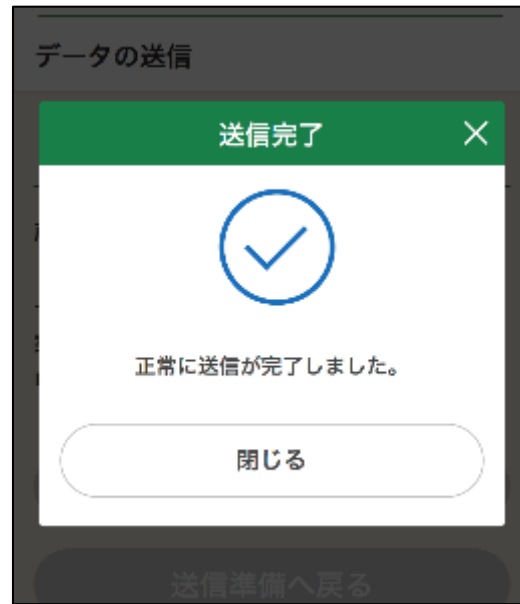 データの送信
送信完了
正常に送信が完了しました。
閉じる
送信準備へ戻る